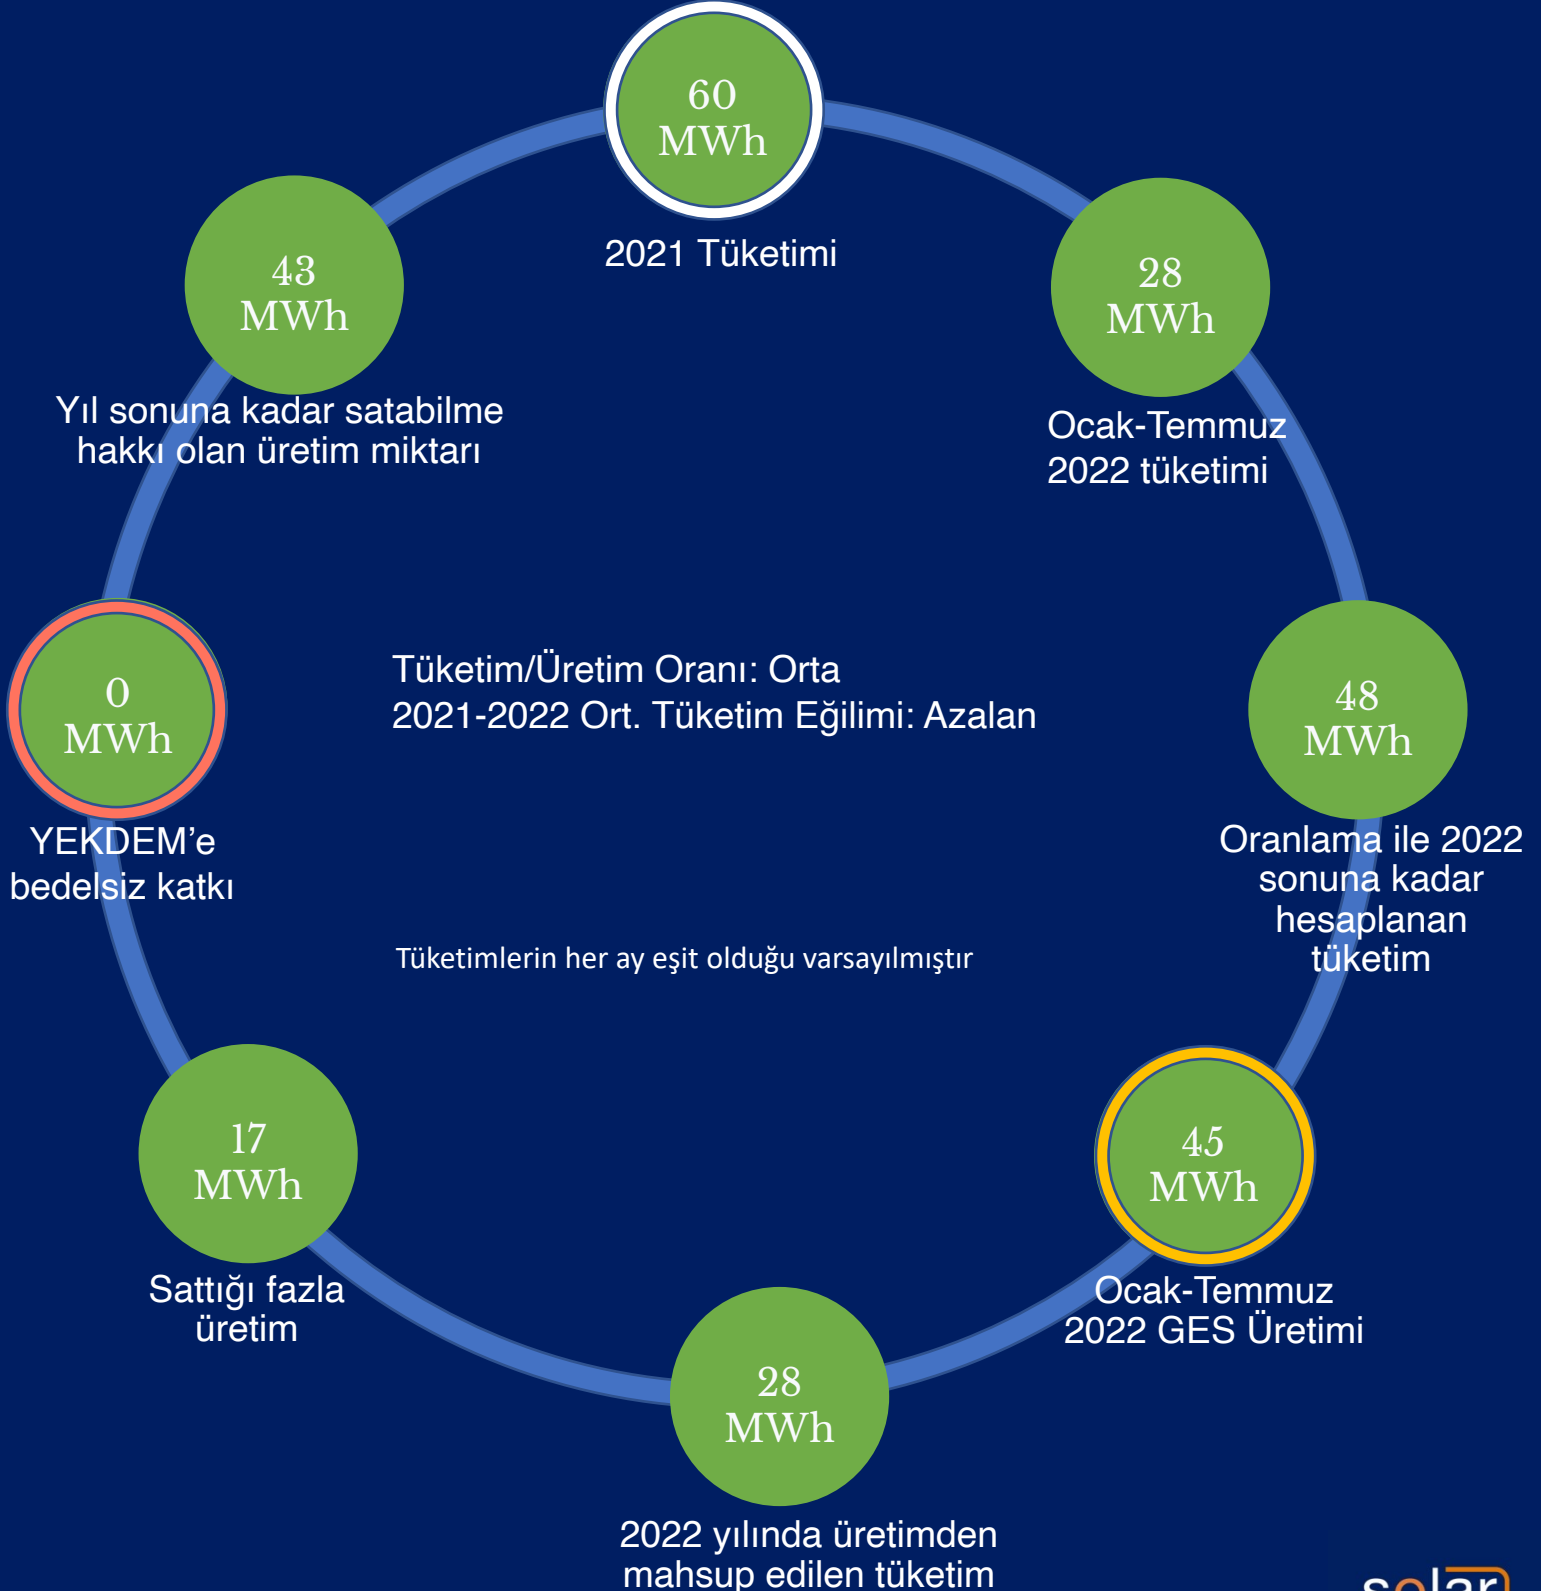 60
MWh
2021 Tüketimi
28
MWh
Ocak-Temmuz
2022 tüketimi
48
MWh
Oranlama ile 2022
sonuna kadar
hesaplanan
tüketim
45
MWh
Ocak-Temmuz
2022 GES Üretimi
28
MWh
2022 yılında üretimden
mahsup edilen tüketim
17
MWh
Sattığı fazla
üretim
0
MWh
YEKDEM’e
bedelsiz katkı
43
MWh
Yıl sonuna kadar satabilme
hakkı olan üretim miktarı
Tüketim/Üretim Oranı: Orta
2021-2022 Ort. Tüketim Eğilimi: Azalan
Tüketimlerin her ay eşit olduğu varsayılmıştır
solar